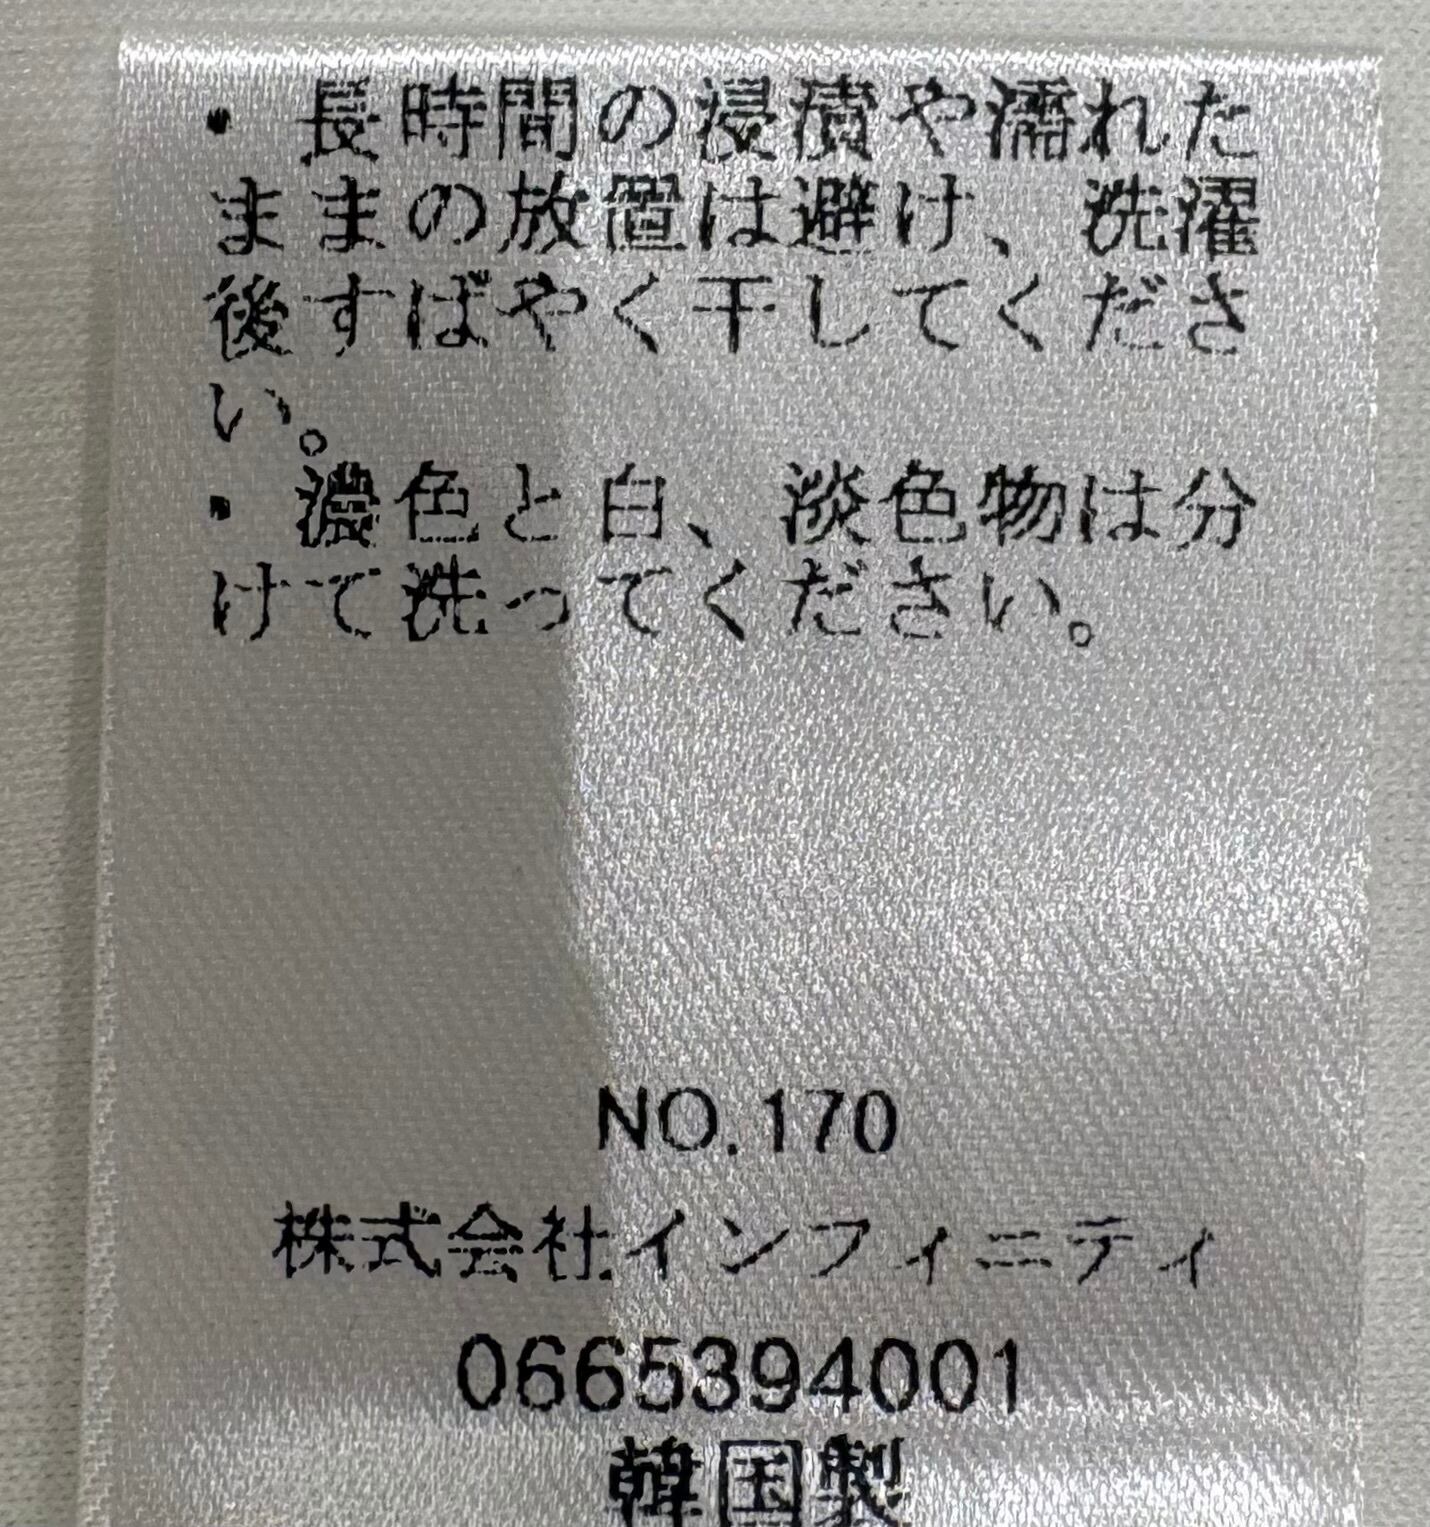 ・長時間の浸漬や濡れた
ままの放置は避け、洗濯
後すばやく干してくださ
い。
・濃色と白、淡色物は分
けて洗ってください。
NO.170
株式会社インフィニティ
0665394001
韓国製